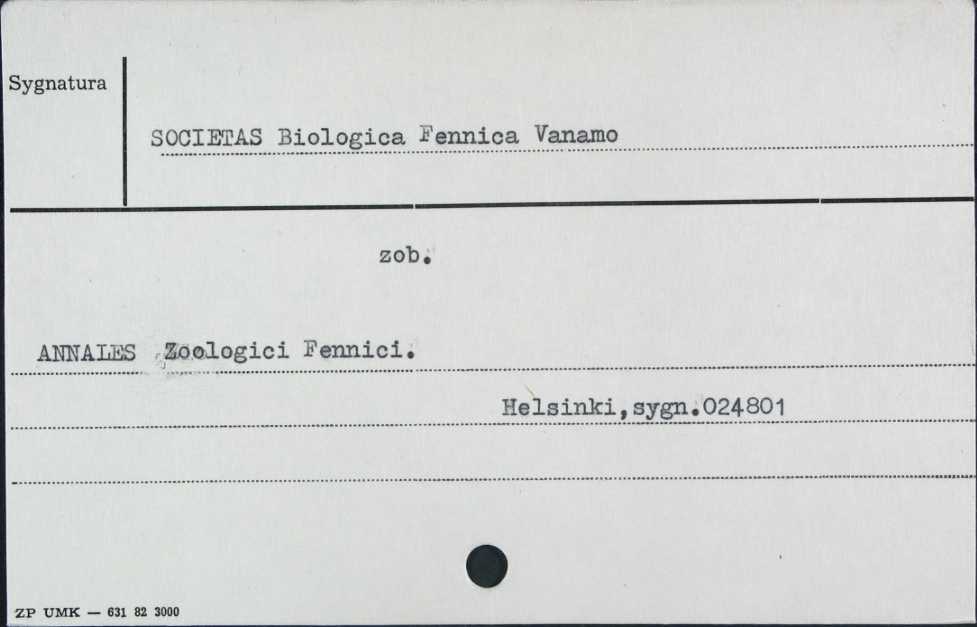 Sygnatura
SOCIETAS Biologica Fennica Vanamo
zob.
ANNALES Zoologici Fennici.
Helsinki,sygn.024801
ZP UMK — 631 82 3000